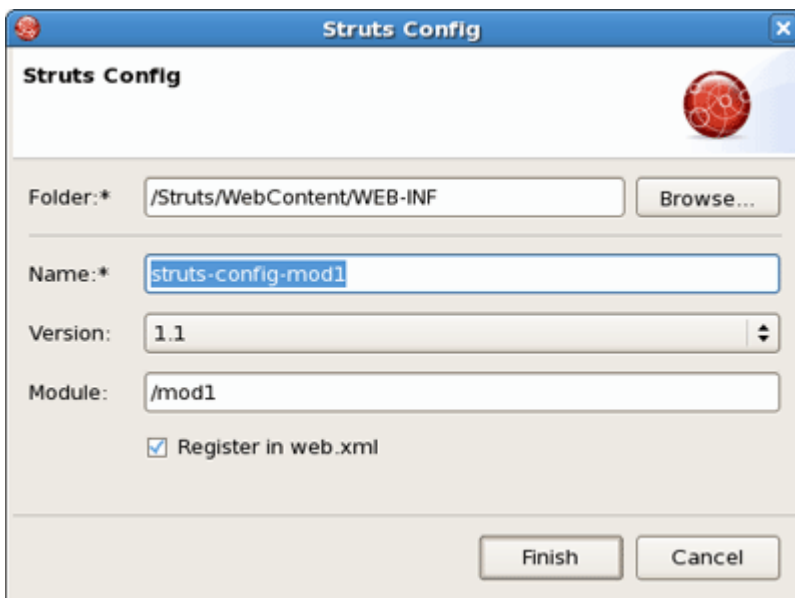 Struts Config
Struts Config
Folder:* /Struts/WebContent/WEB-INF Browse...
Name:* struts-config-mod1
Version: 1.1
Module: /mod1
Register in web.xml
Finish Cancel